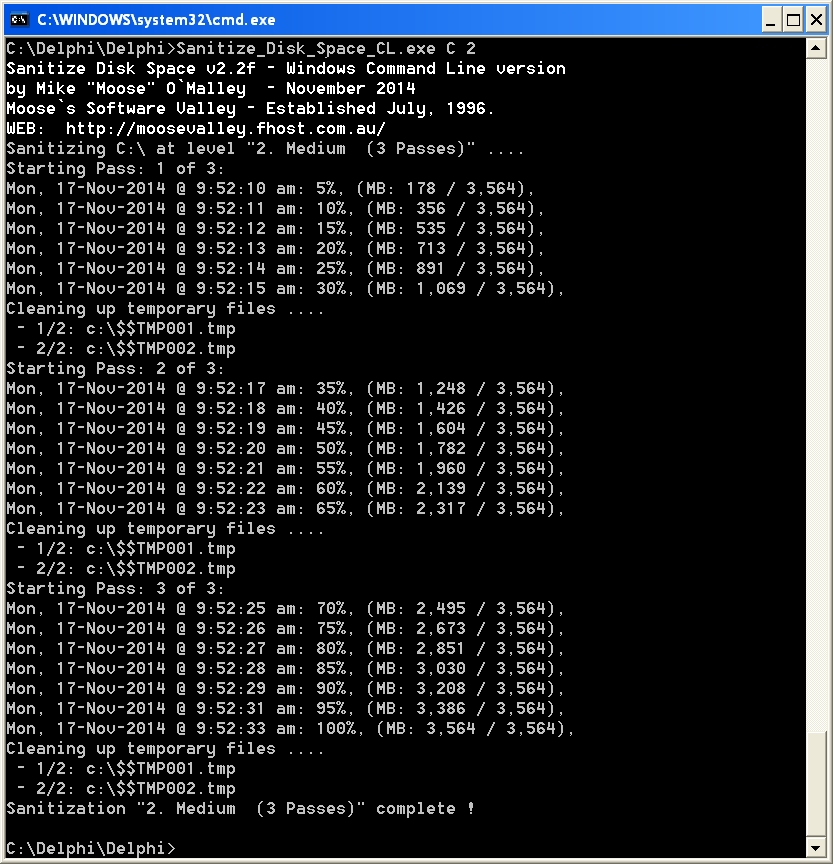 C:\WINDOWS\system32\cmd.exe
C:\Delphi\Delphi>Sanitize_Disk_Space_CL.exe C 2
Sanitize Disk Space v2.2f - Windows Command Line version
by Mike "Moose" O`Malley  - November 2014
Moose`s Software Valley - Established July, 1996.
WEB:  http://moosevalley.fhost.com.au/
Sanitizing C:\ at level "2. Medium  (3 Passes)" ....
Starting Pass: 1 of 3:
Mon, 17-Nov-2014 @ 9:52:10 am: 5%, (MB: 178 / 3,564),
Mon, 17-Nov-2014 @ 9:52:11 am: 10%, (MB: 356 / 3,564),
Mon, 17-Nov-2014 @ 9:52:12 am: 15%, (MB: 535 / 3,564),
Mon, 17-Nov-2014 @ 9:52:13 am: 20%, (MB: 713 / 3,564),
Mon, 17-Nov-2014 @ 9:52:14 am: 25%, (MB: 891 / 3,564),
Mon, 17-Nov-2014 @ 9:52:15 am: 30%, (MB: 1,069 / 3,564),
Cleaning up temporary files ....
 - 1/2: c:\$$TMP001.tmp
 - 2/2: c:\$$TMP002.tmp
Starting Pass: 2 of 3:
Mon, 17-Nov-2014 @ 9:52:17 am: 35%, (MB: 1,248 / 3,564),
Mon, 17-Nov-2014 @ 9:52:18 am: 40%, (MB: 1,426 / 3,564),
Mon, 17-Nov-2014 @ 9:52:19 am: 45%, (MB: 1,604 / 3,564),
Mon, 17-Nov-2014 @ 9:52:20 am: 50%, (MB: 1,782 / 3,564),
Mon, 17-Nov-2014 @ 9:52:21 am: 55%, (MB: 1,960 / 3,564),
Mon, 17-Nov-2014 @ 9:52:22 am: 60%, (MB: 2,139 / 3,564),
Mon, 17-Nov-2014 @ 9:52:23 am: 65%, (MB: 2,317 / 3,564),
Cleaning up temporary files ....
 - 1/2: c:\$$TMP001.tmp
 - 2/2: c:\$$TMP002.tmp
Starting Pass: 3 of 3:
Mon, 17-Nov-2014 @ 9:52:25 am: 70%, (MB: 2,495 / 3,564),
Mon, 17-Nov-2014 @ 9:52:26 am: 75%, (MB: 2,673 / 3,564),
Mon, 17-Nov-2014 @ 9:52:27 am: 80%, (MB: 2,851 / 3,564),
Mon, 17-Nov-2014 @ 9:52:28 am: 85%, (MB: 3,030 / 3,564),
Mon, 17-Nov-2014 @ 9:52:29 am: 90%, (MB: 3,208 / 3,564),
Mon, 17-Nov-2014 @ 9:52:31 am: 95%, (MB: 3,386 / 3,564),
Mon, 17-Nov-2014 @ 9:52:33 am: 100%, (MB: 3,564 / 3,564),
Cleaning up temporary files ....
 - 1/2: c:\$$TMP001.tmp
 - 2/2: c:\$$TMP002.tmp
Sanitization "2. Medium  (3 Passes)" complete !
C:\Delphi\Delphi>